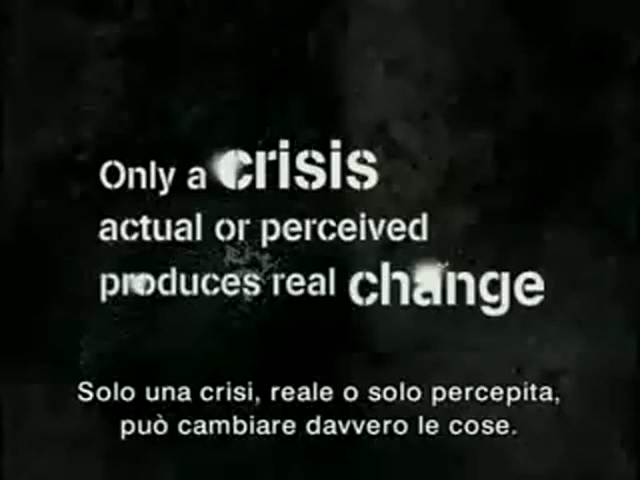 Only a crisis
actual or perceived
produces real change
Solo una crisi, reale o solo percepita,
può cambiare davvero le cose.